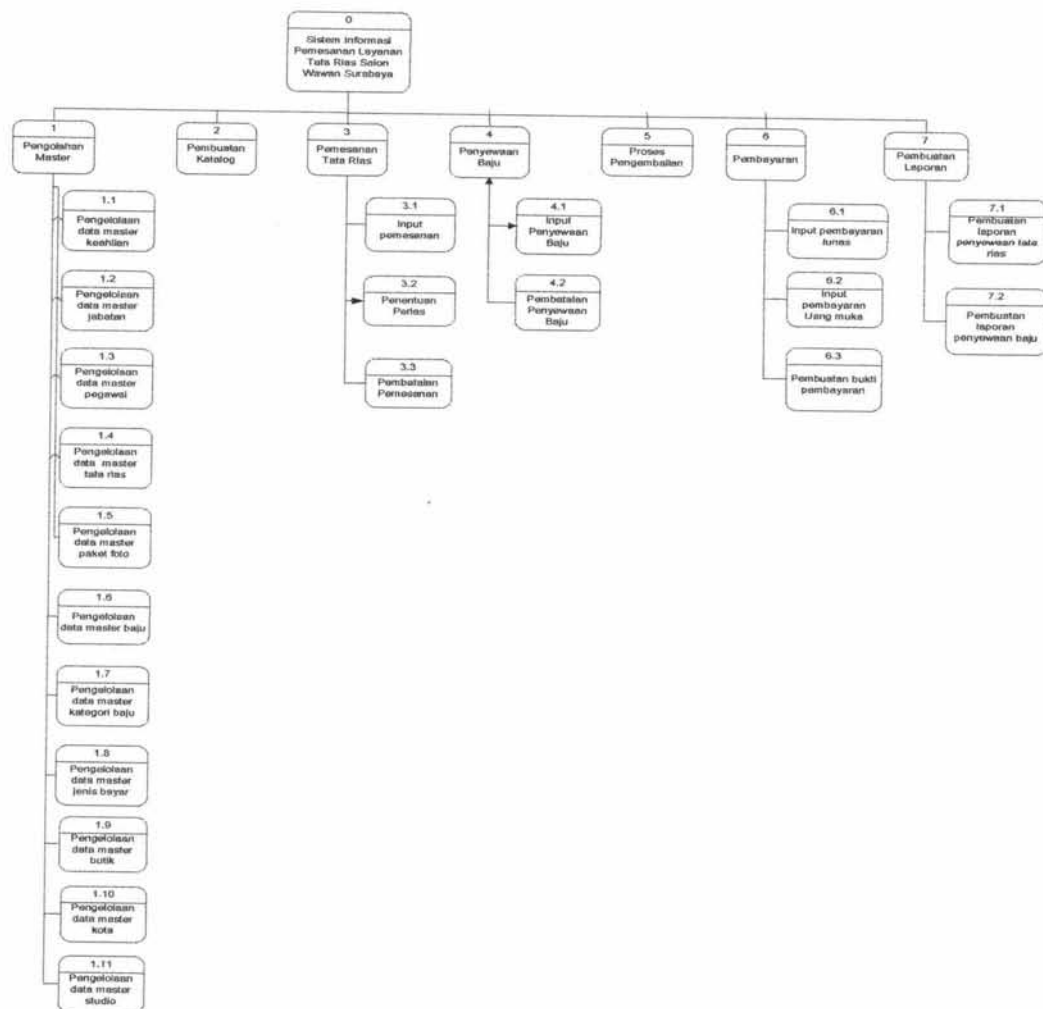 0
Sistem Informasi
Pemesanan Layanan
Tata Rias Salon
Wawan Surabaya
1
Pengolahan
Master
2
Pembuatan
Katalog
3
Pemesanan
Tata Rias
4
Penyewaan
Baju
5
Proses
Pengembalian
6
Pembayaran
7
Pembuatan
Laporan
1.1
Pengelolaan
data master
keahlian
1.2
Pengelolaan
data master
jabatan
1.3
Pengelolaan
data master
pegawai
1.4
Pengelolaan
data master
tata rias
1.5
Pengelolaan
data master
paket foto
1.6
Pengelolaan
data master baju
1.7
Pengelolaan
data master
kategori baju
1.8
Pengelolaan
data master
jenis bayar
1.9
Pengelolaan
data master
butik
1.10
Pengelolaan
data master
kota
1.11
Pengelolaan
data master
studio
3.1
Input
pemesanan
3.2
Penentuan
Perias
3.3
Pembatalan
Pemesanan
4.1
Input
Penyewaan
Baju
4.2
Pembatalan
Penyewaan
Baju
6.1
Input pembayaran
lunas
6.2
Input
pembayaran
Uang muka
6.3
Pembuatan bukti
pembayaran
7.1
Pembuatan
laporan
penyewaan tata
rias
7.2
Pembuatan
laporan
penyewaan baju